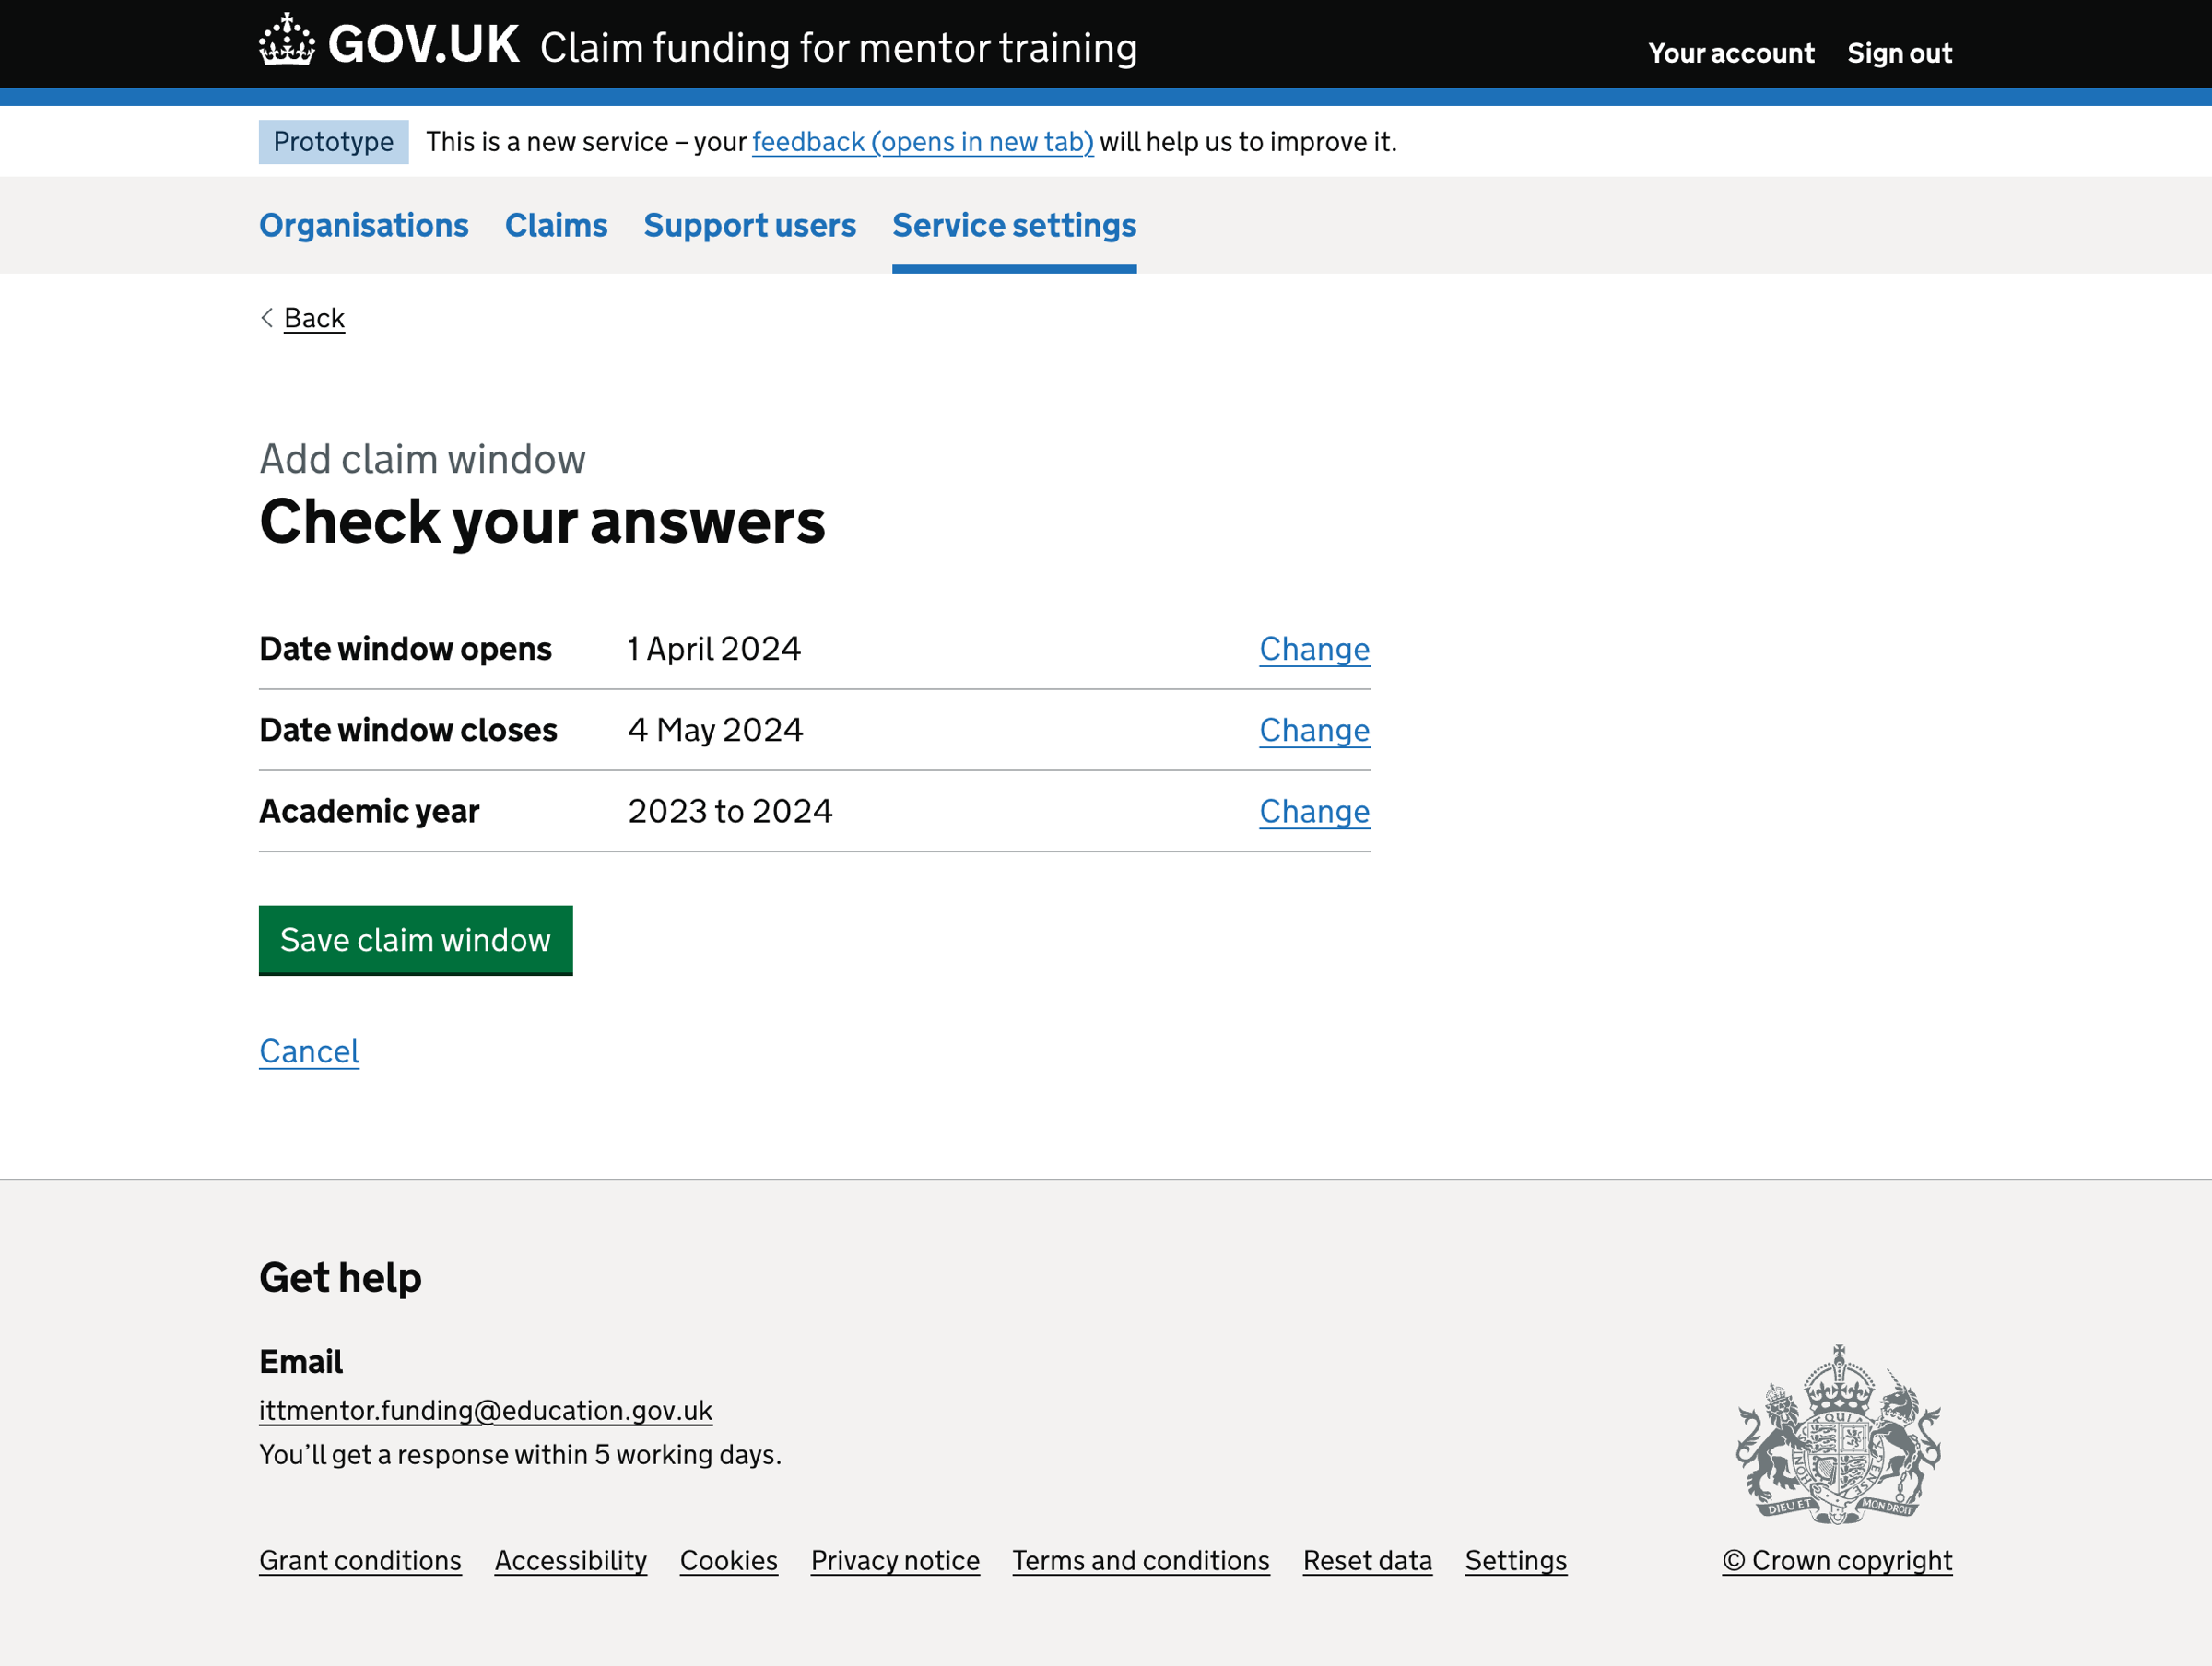 GOV.UK Claim funding for mentor training Your account Sign out
Prototype This is a new service – your feedback (opens in new tab) will help us to improve it.
Organisations Claims Support users Service settings
Back
Add claim window
Check your answers
Date window opens 1 April 2024 Change
Date window closes 4 May 2024 Change
Academic year 2023 to 2024 Change
Save claim window
Cancel
Get help
Email
ittmentor.funding@education.gov.uk
You’ll get a response within 5 working days.
DIEU ET MON DROIT
Grant conditions Accessibility Cookies Privacy notice Terms and conditions Reset data Settings © Crown copyright